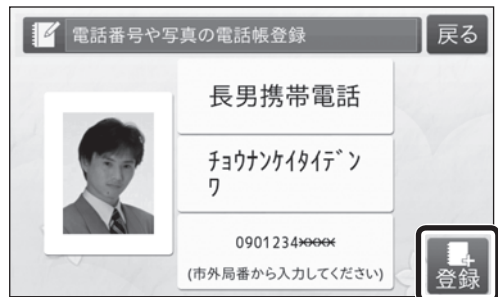 電話番号や写真の電話帳登録
戻る
長男携帯電話
ﾁｮｳﾅﾝｹｲﾀｲﾃﾞﾝ
ﾜ
0901234××××
(市外局番から入力してください)
登録